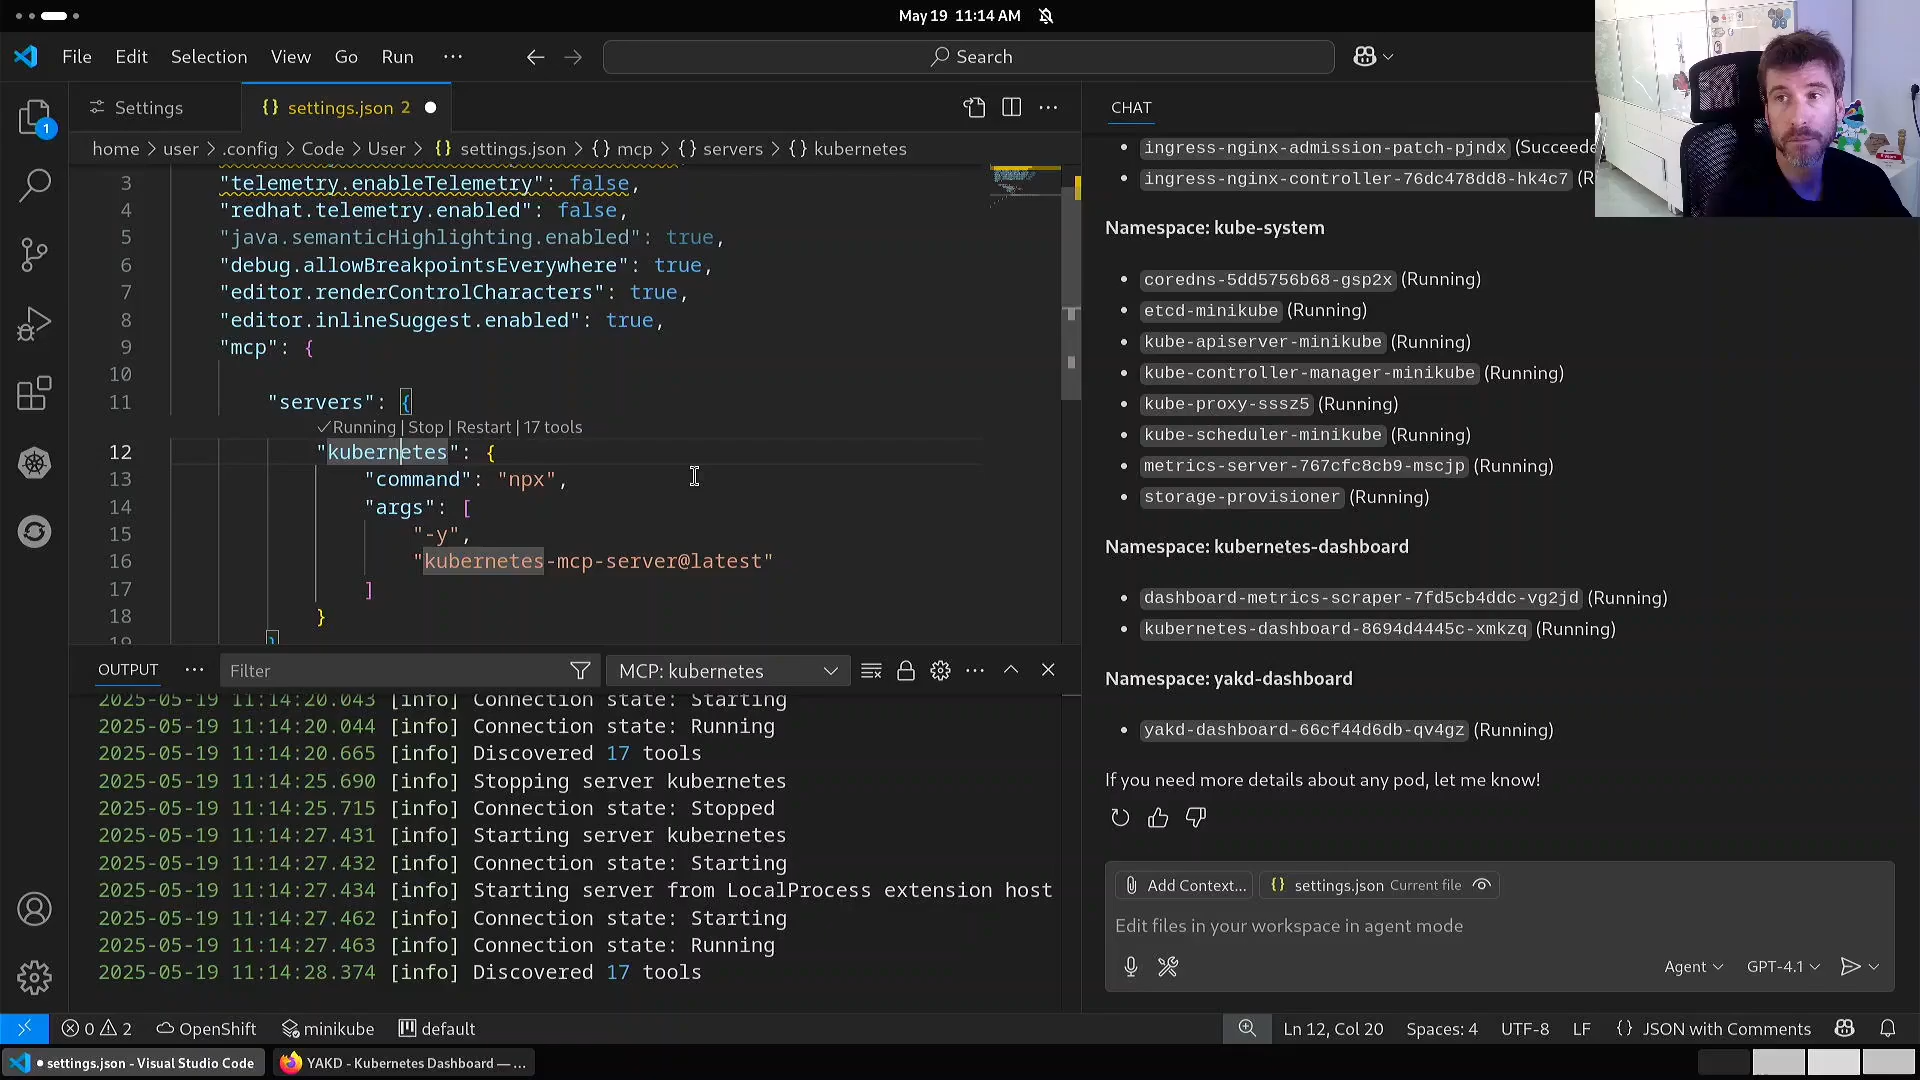 May 19 11:14 AM
File Edit Selection View Go Run ···
Search
Settings
{} settings.json 2
home > user > .config > Code > User > {} settings.json > {} mcp > {} servers > {} kubernetes
3 "telemetry.enableTelemetry": false,
4 "redhat.telemetry.enabled": false,
5 "java.semanticHighlighting.enabled": true,
6 "debug.allowBreakpointsEverywhere": true,
7 "editor.renderControlCharacters": true,
8 "editor.inlineSuggest.enabled": true,
9 "mcp": {
10
11 "servers": {
✓Running | Stop | Restart | 17 tools
12 "kubernetes": {
13 "command": "npx",
14 "args": [
15 "-y",
16 "kubernetes-mcp-server@latest"
17 ]
18 }
19 }
OUTPUT ··· Filter MCP: kubernetes
2025-05-19 11:14:20.043 [info] Connection state: Starting
2025-05-19 11:14:20.044 [info] Connection state: Running
2025-05-19 11:14:20.665 [info] Discovered 17 tools
2025-05-19 11:14:25.690 [info] Stopping server kubernetes
2025-05-19 11:14:25.715 [info] Connection state: Stopped
2025-05-19 11:14:27.431 [info] Starting server kubernetes
2025-05-19 11:14:27.432 [info] Connection state: Starting
2025-05-19 11:14:27.434 [info] Starting server from LocalProcess extension host
2025-05-19 11:14:27.462 [info] Connection state: Starting
2025-05-19 11:14:27.463 [info] Connection state: Running
2025-05-19 11:14:28.374 [info] Discovered 17 tools
CHAT
• ingress-nginx-admission-patch-pjndx (Succeede
• ingress-nginx-controller-76dc478dd8-hk4c7 (R
Namespace: kube-system
• coredns-5dd5756b68-gsp2x (Running)
• etcd-minikube (Running)
• kube-apiserver-minikube (Running)
• kube-controller-manager-minikube (Running)
• kube-proxy-sssz5 (Running)
• kube-scheduler-minikube (Running)
• metrics-server-767cfc8cb9-mscjp (Running)
• storage-provisioner (Running)
Namespace: kubernetes-dashboard
• dashboard-metrics-scraper-7fd5cb4ddc-vg2jd (Running)
• kubernetes-dashboard-8694d4445c-xmkzq (Running)
Namespace: yakd-dashboard
• yakd-dashboard-66cf44d6db-qv4gz (Running)
If you need more details about any pod, let me know!
Add Context... {} settings.json Current file
Edit files in your workspace in agent mode
Agent GPT-4.1
1
0 2 OpenShift minikube default
Ln 12, Col 20 Spaces: 4 UTF-8 LF {} JSON with Comments
• settings.json - Visual Studio Code
YAKD - Kubernetes Dashboard — ...